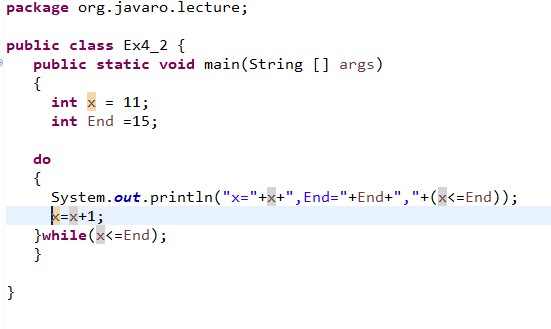 package org.javaro.lecture;
public class Ex4_2 {
public static void main(String [] args)
{
int x = 11;
int End =15;
do
{
System.out.println("x="+x+",End="+End+","+(x<=End));
x=x+1;
}while(x<=End);
}
}